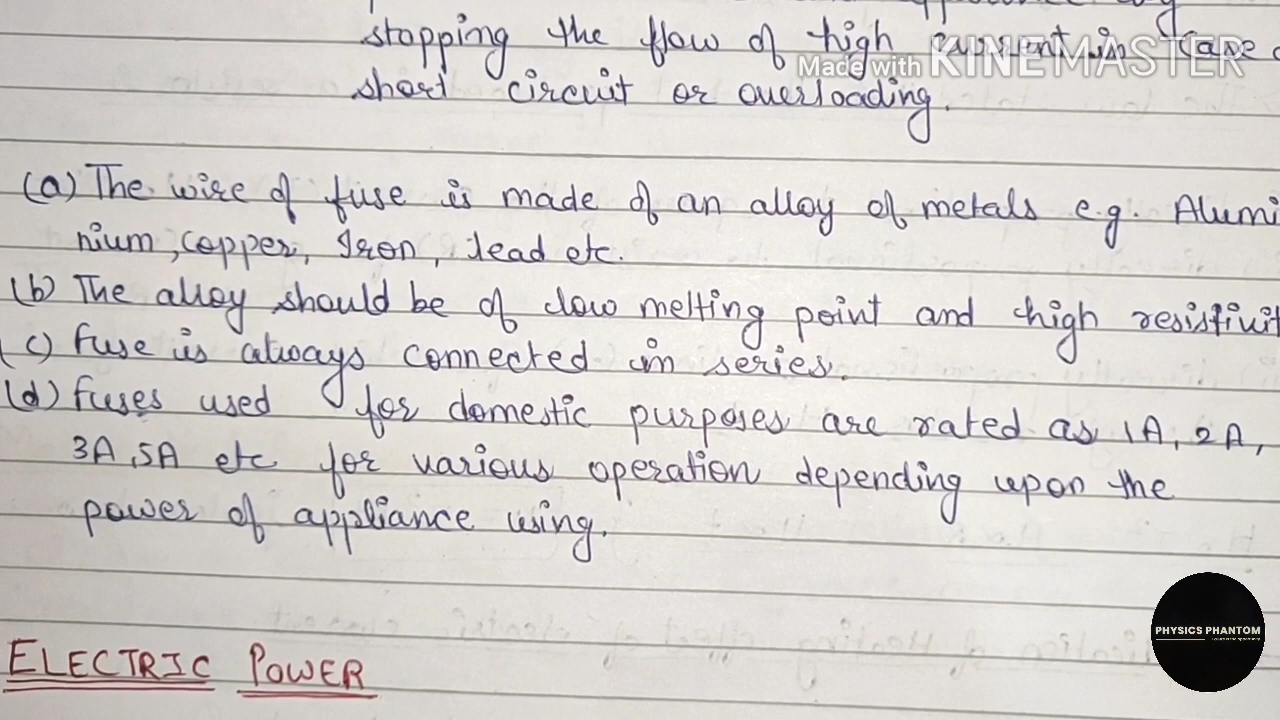 stopping the flow of high current in case
Made with KINEMASTER
short circuit or overloading.
(a) The wire of fuse is made of an alloy of metals e.g. Alumi
nium, copper, Iron, lead etc.
(b) The alloy should be of low melting point and high resistivit
(c) fuse is always connected in series.
(d) fuses used for domestic purposes are rated as 1A, 2A,
3A, 5A etc for various operation depending upon the
power of appliance using.
PHYSICS PHANTOM
ELECTRIC POWER